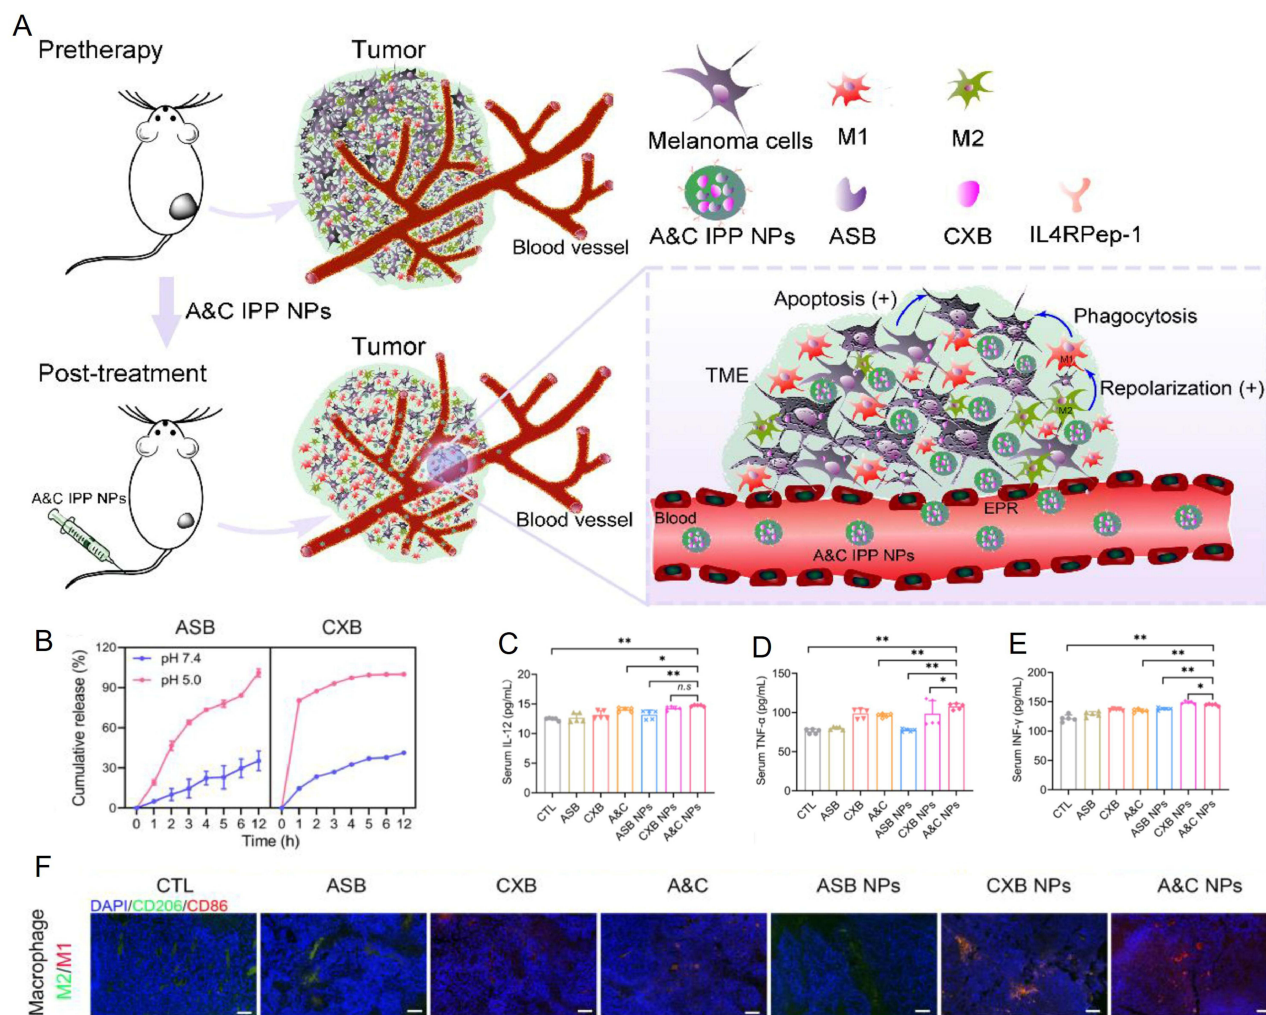 A
Pretherapy
Tumor
Blood vessel
Melanoma cells
M1
M2
A&C IPP NPs
ASB
CXB
IL4RPep-1
A&C IPP NPs
Post-treatment
Tumor
A&C IPP NPs
Blood vessel
Apoptosis (+)
Phagocytosis
TME
M1
Repolarization (+)
M2
EPR
Blood
A&C IPP NPs
B
ASB
CXB
Cumulative release (%)
120
90
60
30
0
pH 7.4
pH 5.0
0 1 2 3 4 5 6 12
0 1 2 3 4 5 6 12
Time (h)
C
**
*
**
n.s
Serum IL-12 (pg/mL)
20
15
10
5
0
CTL
ASB
CXB
A&C
ASB NPs
CXB NPs
A&C NPs
D
**
**
**
*
Serum TNF-α (pg/mL)
150
100
50
0
CTL
ASB
CXB
A&C
ASB NPs
CXB NPs
A&C NPs
E
**
**
**
*
Serum INF-γ (pg/mL)
200
150
100
50
0
CTL
ASB
CXB
A&C
ASB NPs
CXB NPs
A&C NPs
F
CTL
ASB
CXB
A&C
ASB NPs
CXB NPs
A&C NPs
DAPI/CD206/CD86
Macrophage
M2/M1